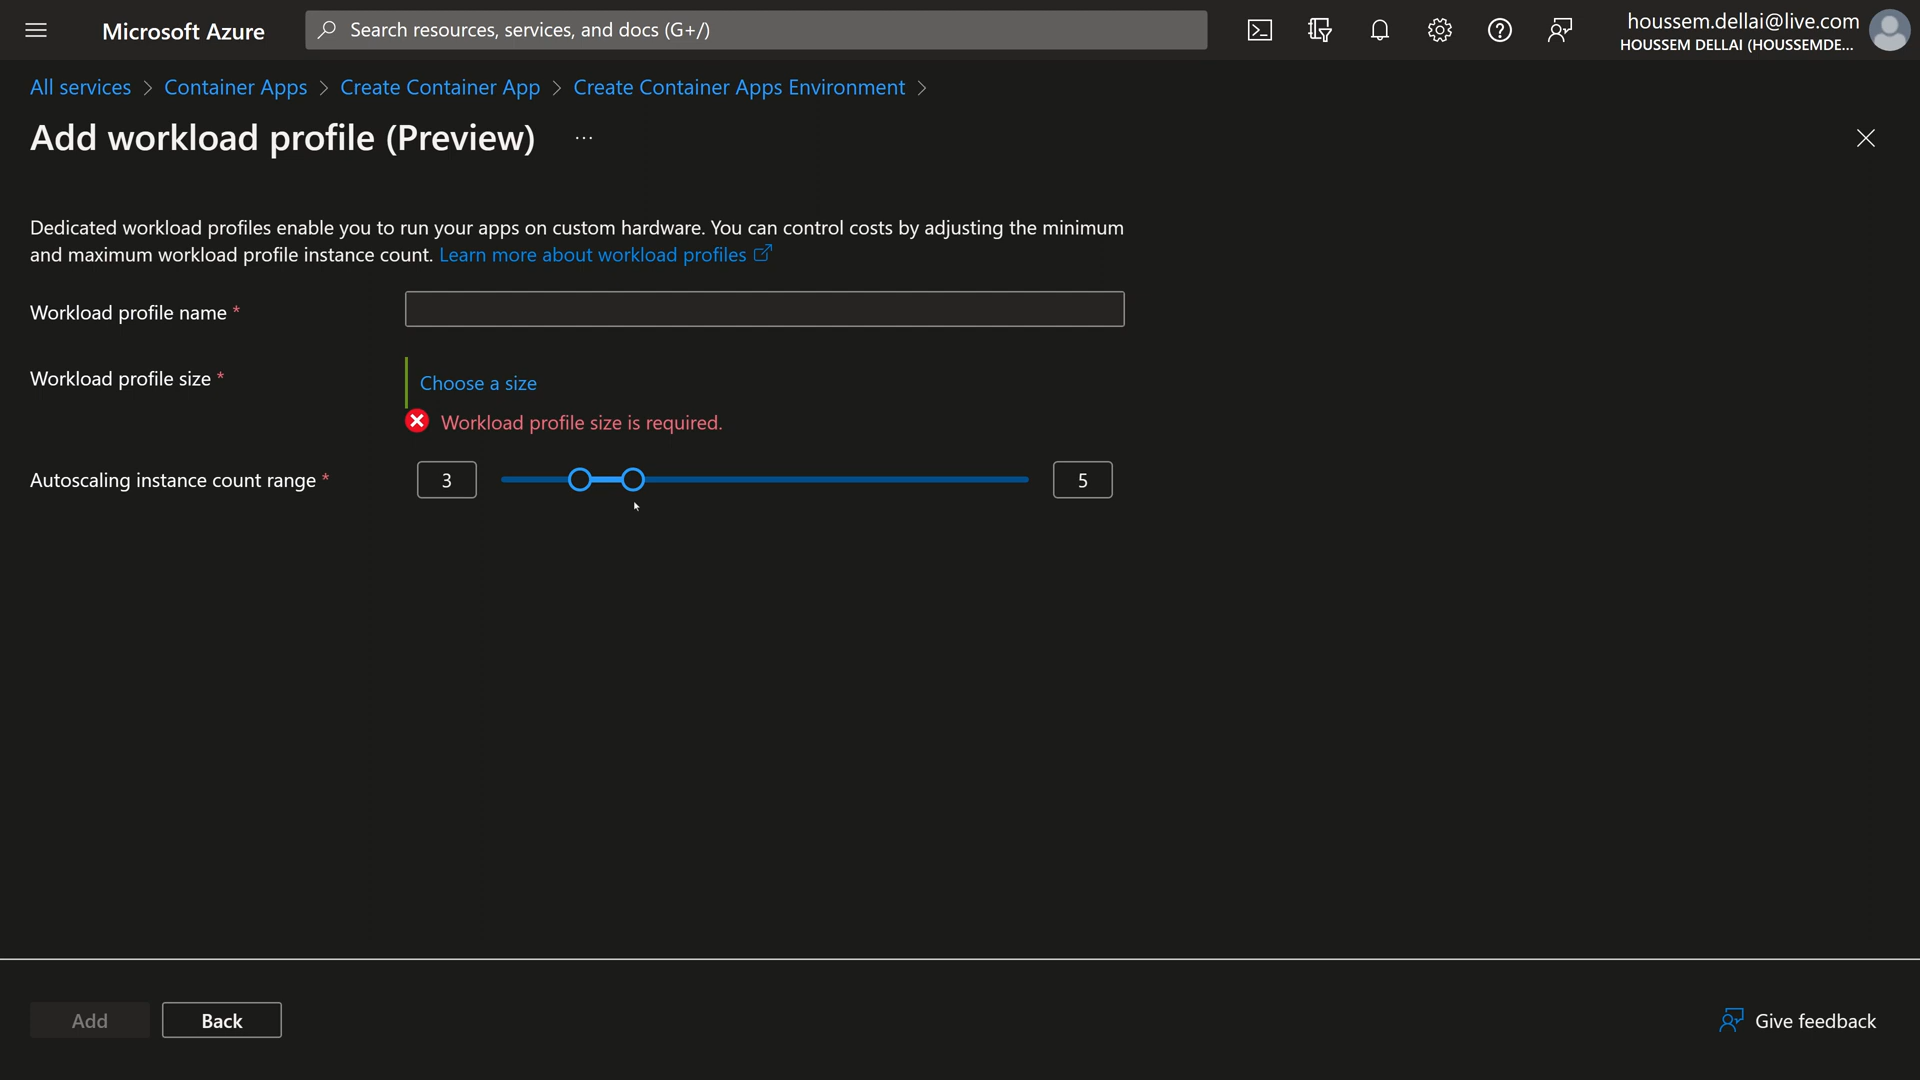 Microsoft Azure
Search resources, services, and docs (G+/)
houssem.dellai@live.com
HOUSSEM DELLAI (HOUSSEMDE...
All services > Container Apps > Create Container App > Create Container Apps Environment >
Add workload profile (Preview) ...
Dedicated workload profiles enable you to run your apps on custom hardware. You can control costs by adjusting the minimum
and maximum workload profile instance count. Learn more about workload profiles
Workload profile name *
Workload profile size *
Choose a size
Workload profile size is required.
Autoscaling instance count range *
3
5
Add
Back
Give feedback